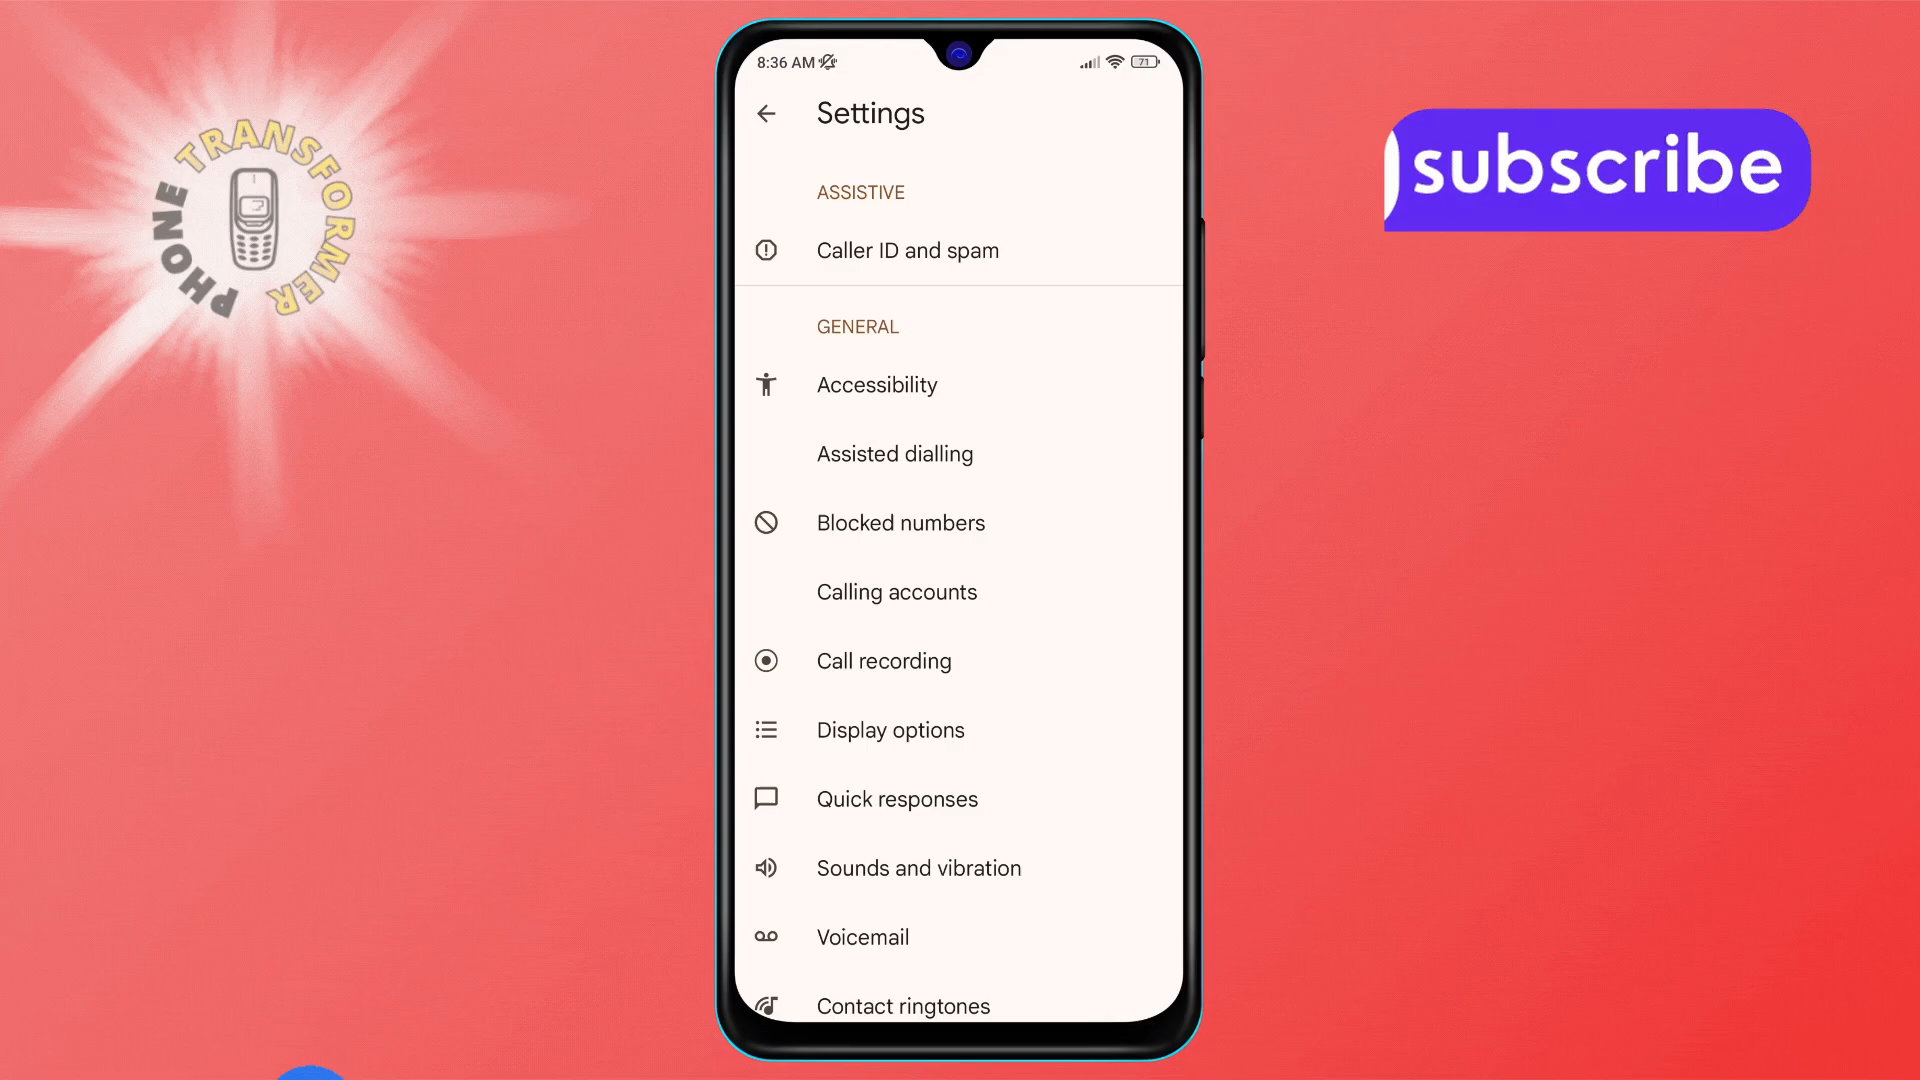 PHONE TRANSFORMER
subscribe
8:36 AM
71
Settings
ASSISTIVE
Caller ID and spam
GENERAL
Accessibility
Assisted dialling
Blocked numbers
Calling accounts
Call recording
Display options
Quick responses
Sounds and vibration
Voicemail
Contact ringtones